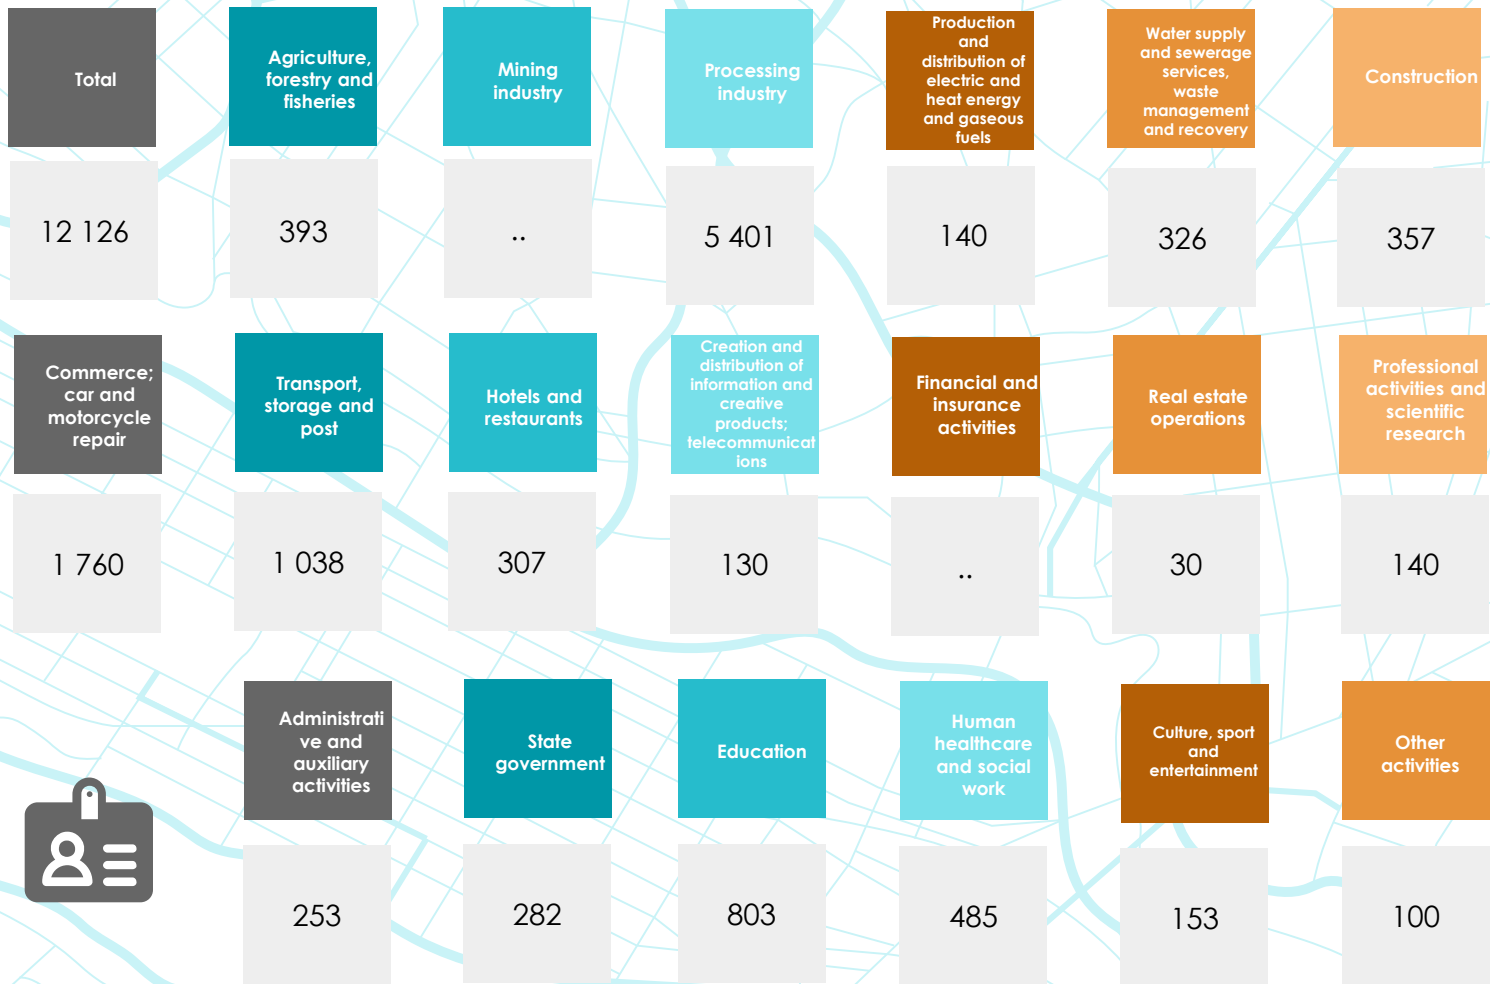 Total
12 126
Agriculture,
forestry and
fisheries
393
Mining
industry
..
Processing
industry
5 401
Production
and
distribution of
electric and
heat energy
and gaseous
fuels
140
Water supply
and sewerage
services,
waste
management
and recovery
326
Construction
357
Commerce;
car and
motorcycle
repair
1 760
Transport,
storage and
post
1 038
Hotels and
restaurants
307
Creation and
distribution of
information and
creative
products;
telecommunicat
ions
130
Financial and
insurance
activities
..
Real estate
operations
30
Professional
activities and
scientific
research
140
Administrati
ve and
auxiliary
activities
253
State
government
282
Education
803
Human
healthcare
and social
work
485
Culture, sport
and
entertainment
153
Other
activities
100